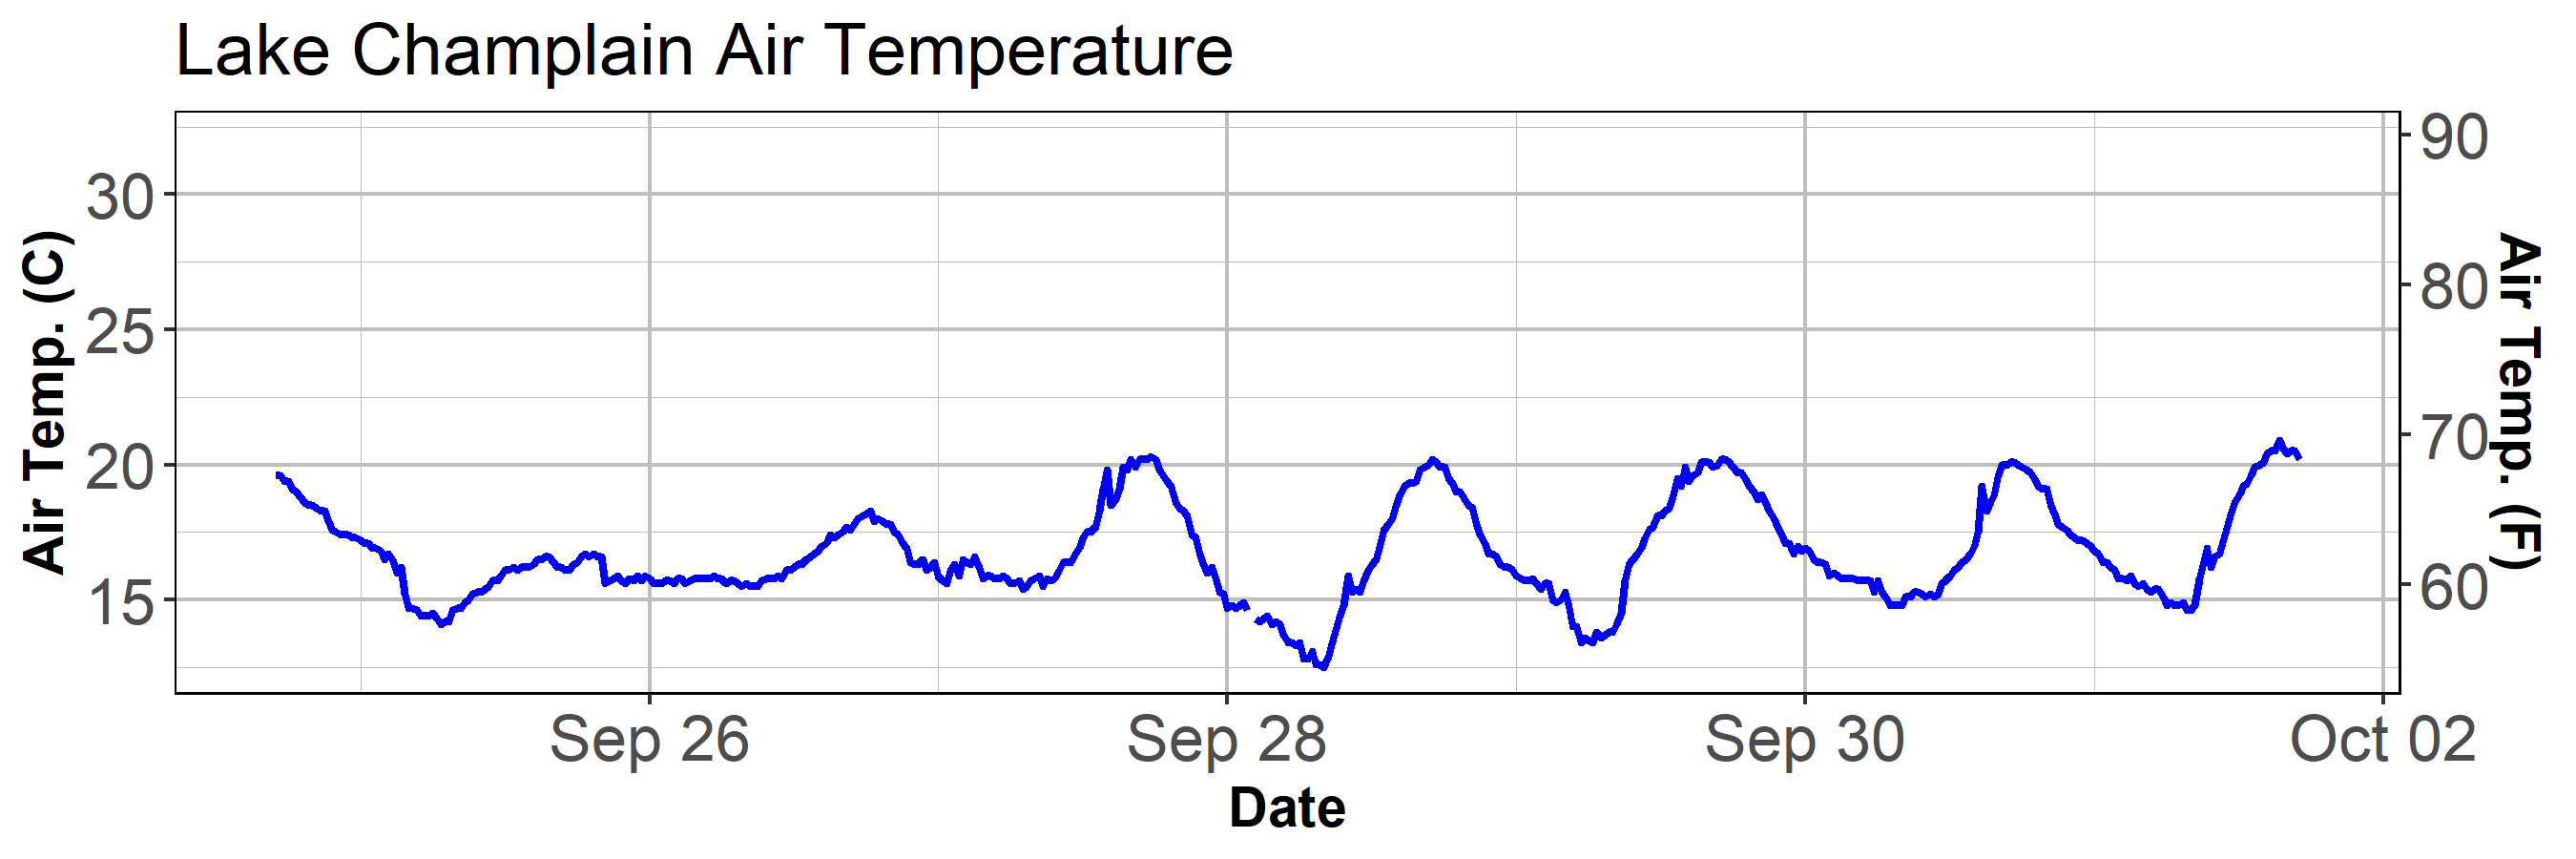 Lake Champlain Air Temperature
Air Temp. (C)
30
25
20
15
90
80
70
60
Air Temp. (F)
Sep 26
Sep 28
Sep 30
Oct 02
Date